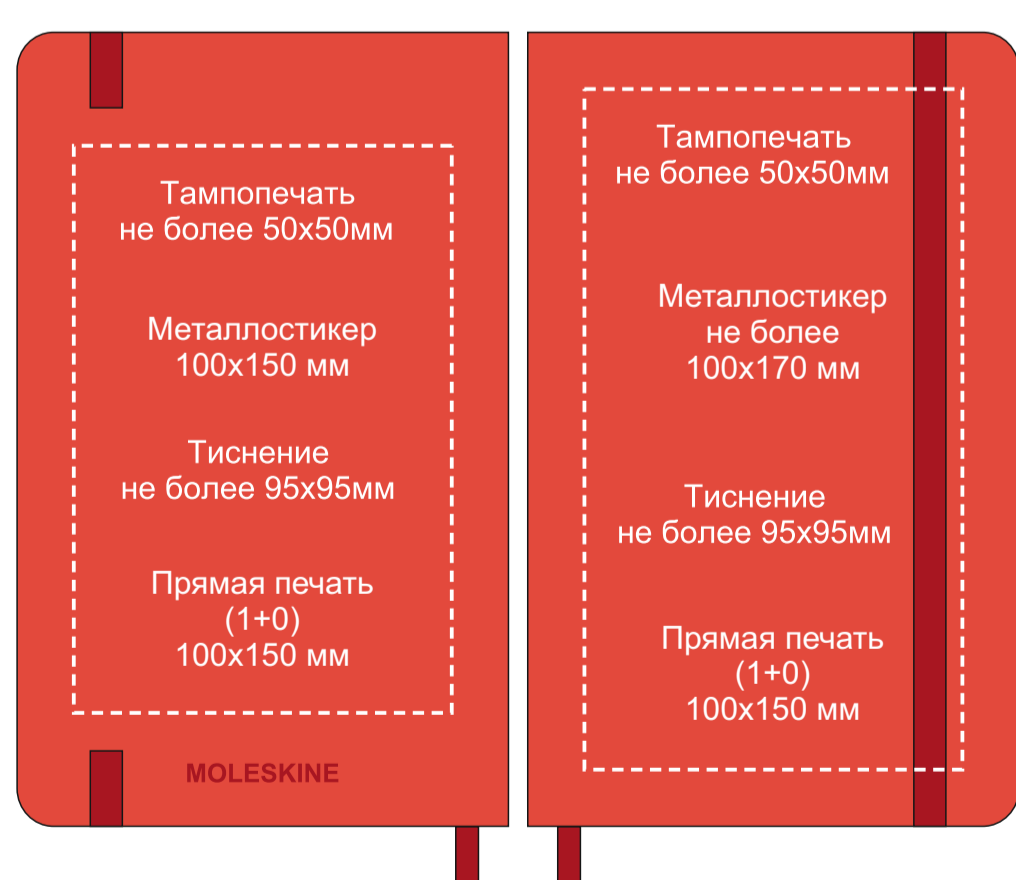 Тампопечать
не более 50х50мм
Металлостикер
100х150 мм
Тиснение
не более 95х95мм
Прямая печать
(1+0)
100х150 мм
MOLESKINE
Тампопечать
не более 50х50мм
Металлостикер
не более
100х170 мм
Тиснение
не более 95х95мм
Прямая печать
(1+0)
100х150 мм